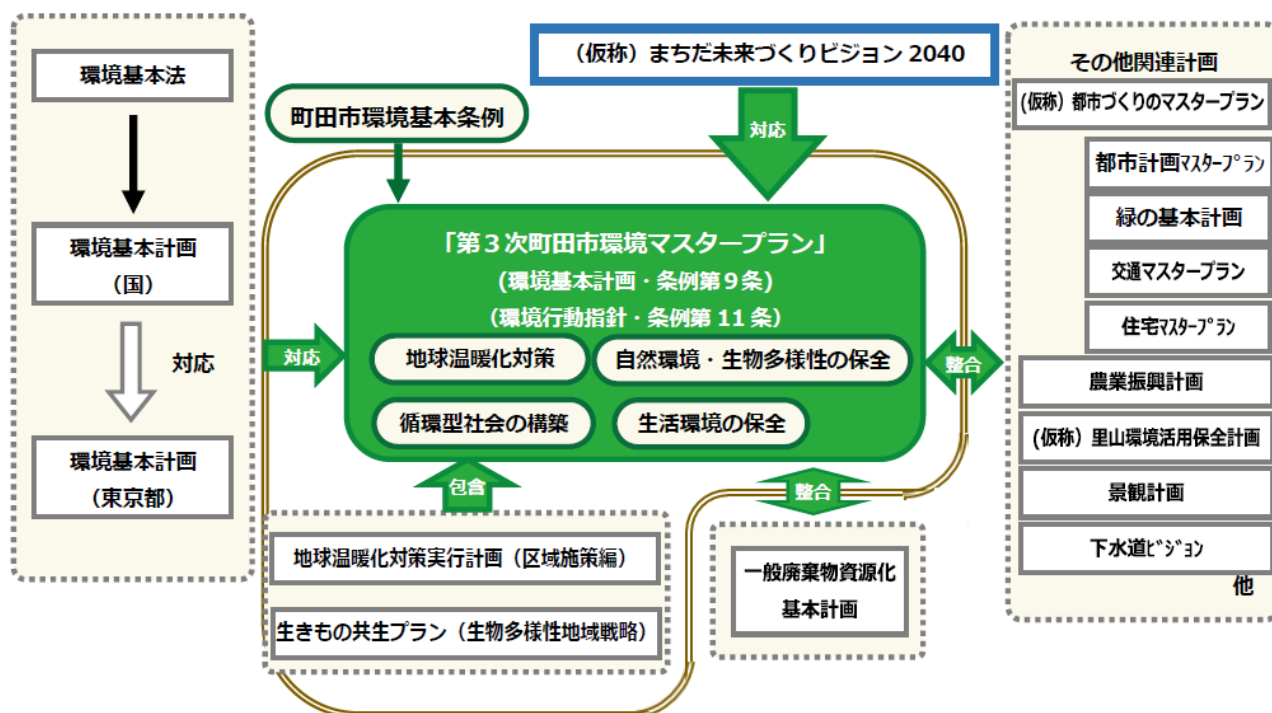 環境基本法
環境基本計画
（国）
対応
環境基本計画
（東京都）
（仮称）まちだ未来づくりビジョン 2040
町田市環境基本条例
対応
「第３次町田市環境マスタープラン」
(環境基本計画・条例第９条)
（環境行動指針・条例第 11 条）
地球温暖化対策
自然環境・生物多様性の保全
循環型社会の構築
生活環境の保全
対応
整合
包含
整合
地球温暖化対策実行計画（区域施策編）
生きもの共生プラン（生物多様性地域戦略）
一般廃棄物資源化
基本計画
その他関連計画
(仮称）都市づくりのマスタープラン
都市計画ﾏｽﾀｰﾌﾟﾗﾝ
緑の基本計画
交通マスタープラン
住宅ﾏｽﾀｰﾌﾟﾗﾝ
農業振興計画
(仮称）里山環境活用保全計画
景観計画
下水道ﾋﾞｼﾞｮﾝ
他